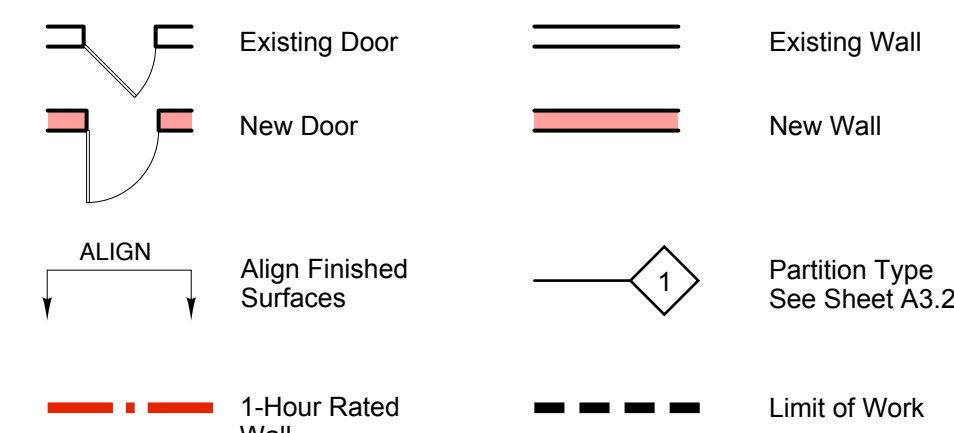 Existing Door
Existing Wall
New Door
New Wall
ALIGN
Align Finished
Surfaces
1
Partition Type
See Sheet A3.2
1-Hour Rated
Wall
Limit of Work